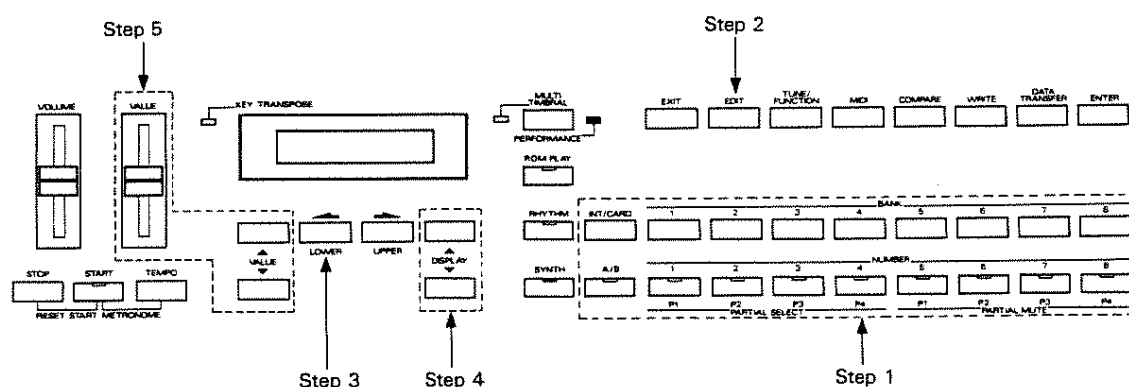 Step 5
Step 2
VOLUME
VALUE
KEY TRANSPOSE
MULTI
TIMBRAL
PERFORMANCE
EXIT
EDIT
TUNE/
FUNCTION
MIDI
COMPARE
WRITE
DATA
TRANSFER
ENTER
ROM PLAY
RHYTHM
INT/CARD
BANK
1 2 3 4 5 6 7 8
LOWER
UPPER
VALUE
DISPLAY
STOP
START
TEMPO
RESET START METRONOME
SYNTH
A/B
NUMBER
1 2 3 4 5 6 7 8
P1 P2 P3 P4 P1 P2 P3 P4
PARTIAL SELECT
PARTIAL MUTE
Step 3
Step 4
Step 1